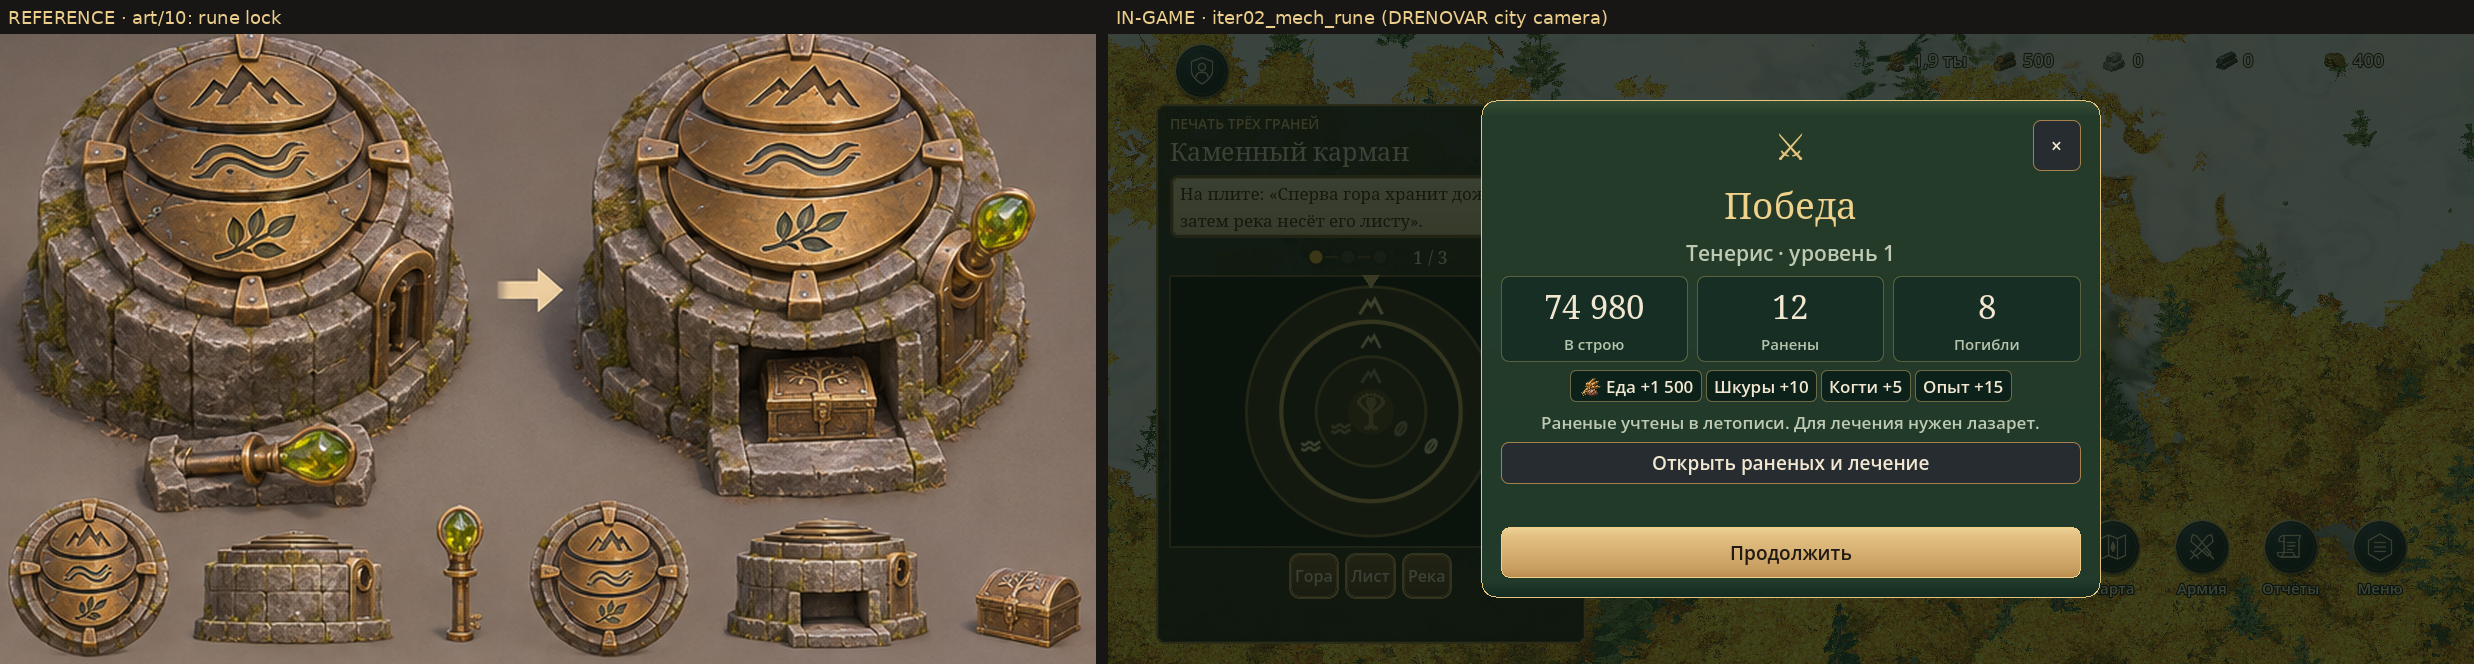 REFERENCE · art/10: rune lock
IN-GAME · iter02_mech_rune (DRENOVAR city camera)
1,9 ты
500
0
0
400
ПЕЧАТЬ ТРЁХ ГРАНЕЙ
Каменный карман
На плите: «Сперва гора хранит
затем река несёт его листу».
1 / 3
Гора
Лист
Река
×
Победа
Тенерис · уровень 1
74 980
В строю
12
Ранены
8
Погибли
Еда +1 500
Шкуры +10
Когти +5
Опыт +15
Раненые учтены в летописи. Для лечения нужен лазарет.
Открыть раненых и лечение
Продолжить
Армия
Отчёты
Меню